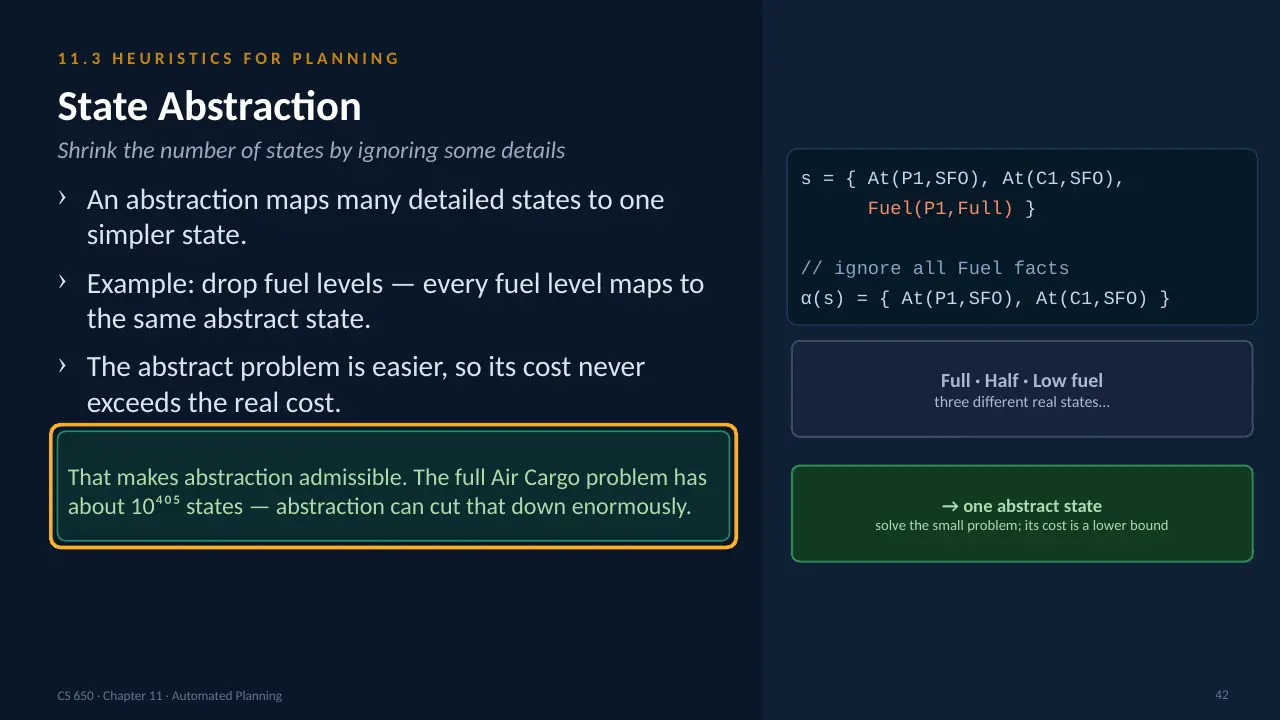 11.3 HEURISTICS FOR PLANNING
State Abstraction
Shrink the number of states by ignoring some details
› An abstraction maps many detailed states to one
simpler state.
› Example: drop fuel levels — every fuel level maps to
the same abstract state.
› The abstract problem is easier, so its cost never
exceeds the real cost.
That makes abstraction admissible. The full Air Cargo problem has
about 10⁴⁰⁵ states — abstraction can cut that down enormously.
s = { At(P1,SFO), At(C1,SFO),
Fuel(P1,Full) }
// ignore all Fuel facts
α(s) = { At(P1,SFO), At(C1,SFO) }
Full · Half · Low fuel
three different real states…
→ one abstract state
solve the small problem; its cost is a lower bound
CS 650 · Chapter 11 · Automated Planning
42